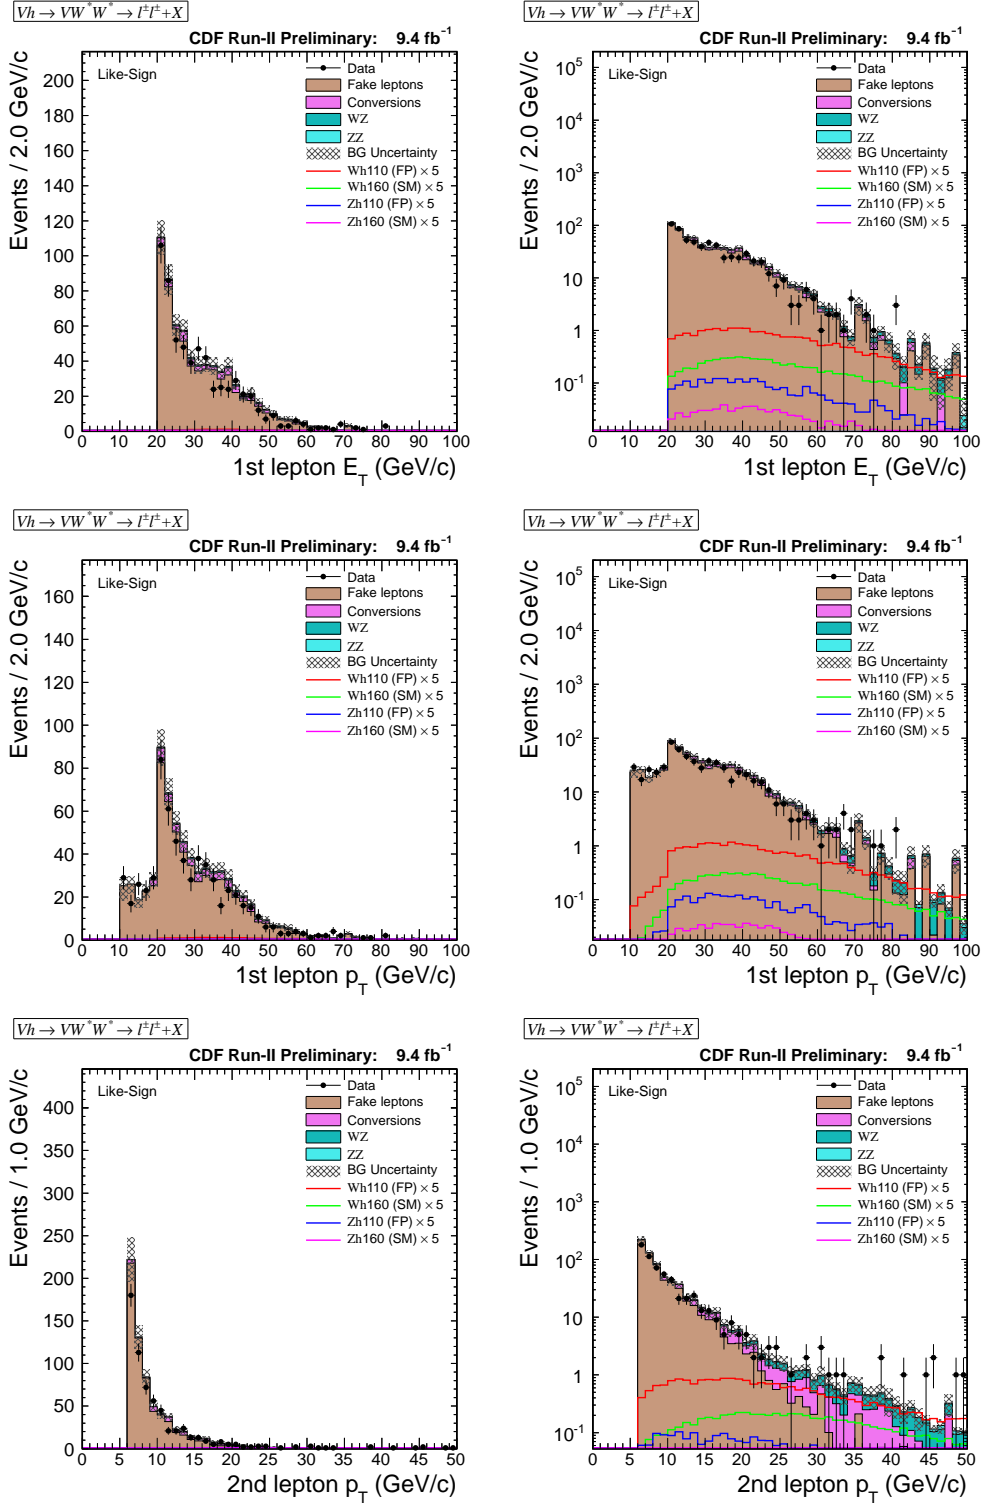 Vh → VW*W* → l±l±+X
CDF Run-II Preliminary: 9.4 fb⁻¹
Events / 2.0 GeV/c
Like-Sign
Data
Fake leptons
Conversions
WZ
ZZ
BG Uncertainty
Wh110 (FP) × 5
Wh160 (SM) × 5
Zh110 (FP) × 5
Zh160 (SM) × 5
200
180
160
140
120
100
80
60
40
20
0
0 10 20 30 40 50 60 70 80 90 100
1st lepton E_T (GeV/c)
Vh → VW*W* → l±l±+X
CDF Run-II Preliminary: 9.4 fb⁻¹
Events / 2.0 GeV/c
Like-Sign
Data
Fake leptons
Conversions
WZ
ZZ
BG Uncertainty
Wh110 (FP) × 5
Wh160 (SM) × 5
Zh110 (FP) × 5
Zh160 (SM) × 5
10⁵
10⁴
10³
10²
10
1
10⁻¹
0 10 20 30 40 50 60 70 80 90 100
1st lepton E_T (GeV/c)
Vh → VW*W* → l±l±+X
CDF Run-II Preliminary: 9.4 fb⁻¹
Events / 2.0 GeV/c
Like-Sign
Data
Fake leptons
Conversions
WZ
ZZ
BG Uncertainty
Wh110 (FP) × 5
Wh160 (SM) × 5
Zh110 (FP) × 5
Zh160 (SM) × 5
160
140
120
100
80
60
40
20
0
0 10 20 30 40 50 60 70 80 90 100
1st lepton p_T (GeV/c)
Vh → VW*W* → l±l±+X
CDF Run-II Preliminary: 9.4 fb⁻¹
Events / 2.0 GeV/c
Like-Sign
Data
Fake leptons
Conversions
WZ
ZZ
BG Uncertainty
Wh110 (FP) × 5
Wh160 (SM) × 5
Zh110 (FP) × 5
Zh160 (SM) × 5
10⁵
10⁴
10³
10²
10
1
10⁻¹
0 10 20 30 40 50 60 70 80 90 100
1st lepton p_T (GeV/c)
Vh → VW*W* → l±l±+X
CDF Run-II Preliminary: 9.4 fb⁻¹
Events / 1.0 GeV/c
Like-Sign
Data
Fake leptons
Conversions
WZ
ZZ
BG Uncertainty
Wh110 (FP) × 5
Wh160 (SM) × 5
Zh110 (FP) × 5
Zh160 (SM) × 5
400
350
300
250
200
150
100
50
0
0 5 10 15 20 25 30 35 40 45 50
2nd lepton p_T (GeV/c)
Vh → VW*W* → l±l±+X
CDF Run-II Preliminary: 9.4 fb⁻¹
Events / 1.0 GeV/c
Like-Sign
Data
Fake leptons
Conversions
WZ
ZZ
BG Uncertainty
Wh110 (FP) × 5
Wh160 (SM) × 5
Zh110 (FP) × 5
Zh160 (SM) × 5
10⁵
10⁴
10³
10²
10
1
10⁻¹
0 5 10 15 20 25 30 35 40 45 50
2nd lepton p_T (GeV/c)